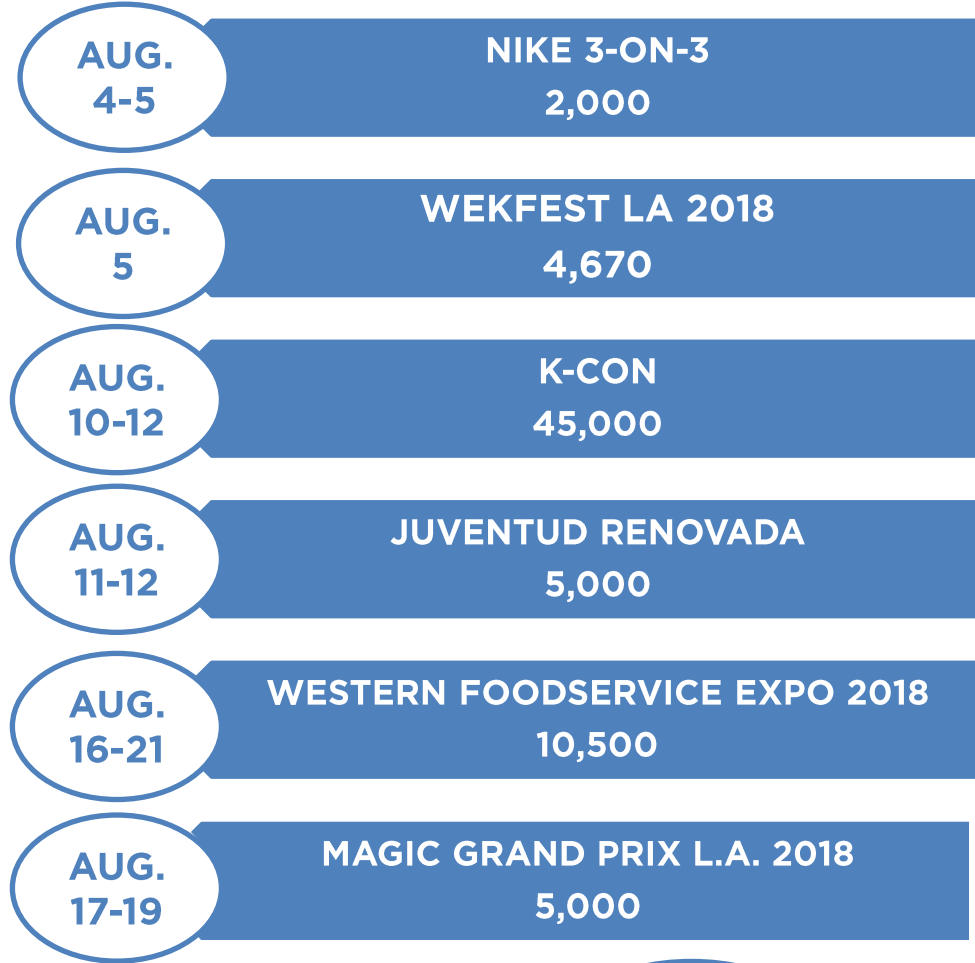 AUG.
4-5
NIKE 3-ON-3
2,000
AUG.
5
WEKFEST LA 2018
4,670
AUG.
10-12
K-CON
45,000
AUG.
11-12
JUVENTUD RENOVADA
5,000
AUG.
16-21
WESTERN FOODSERVICE EXPO 2018
10,500
AUG.
17-19
MAGIC GRAND PRIX L.A. 2018
5,000